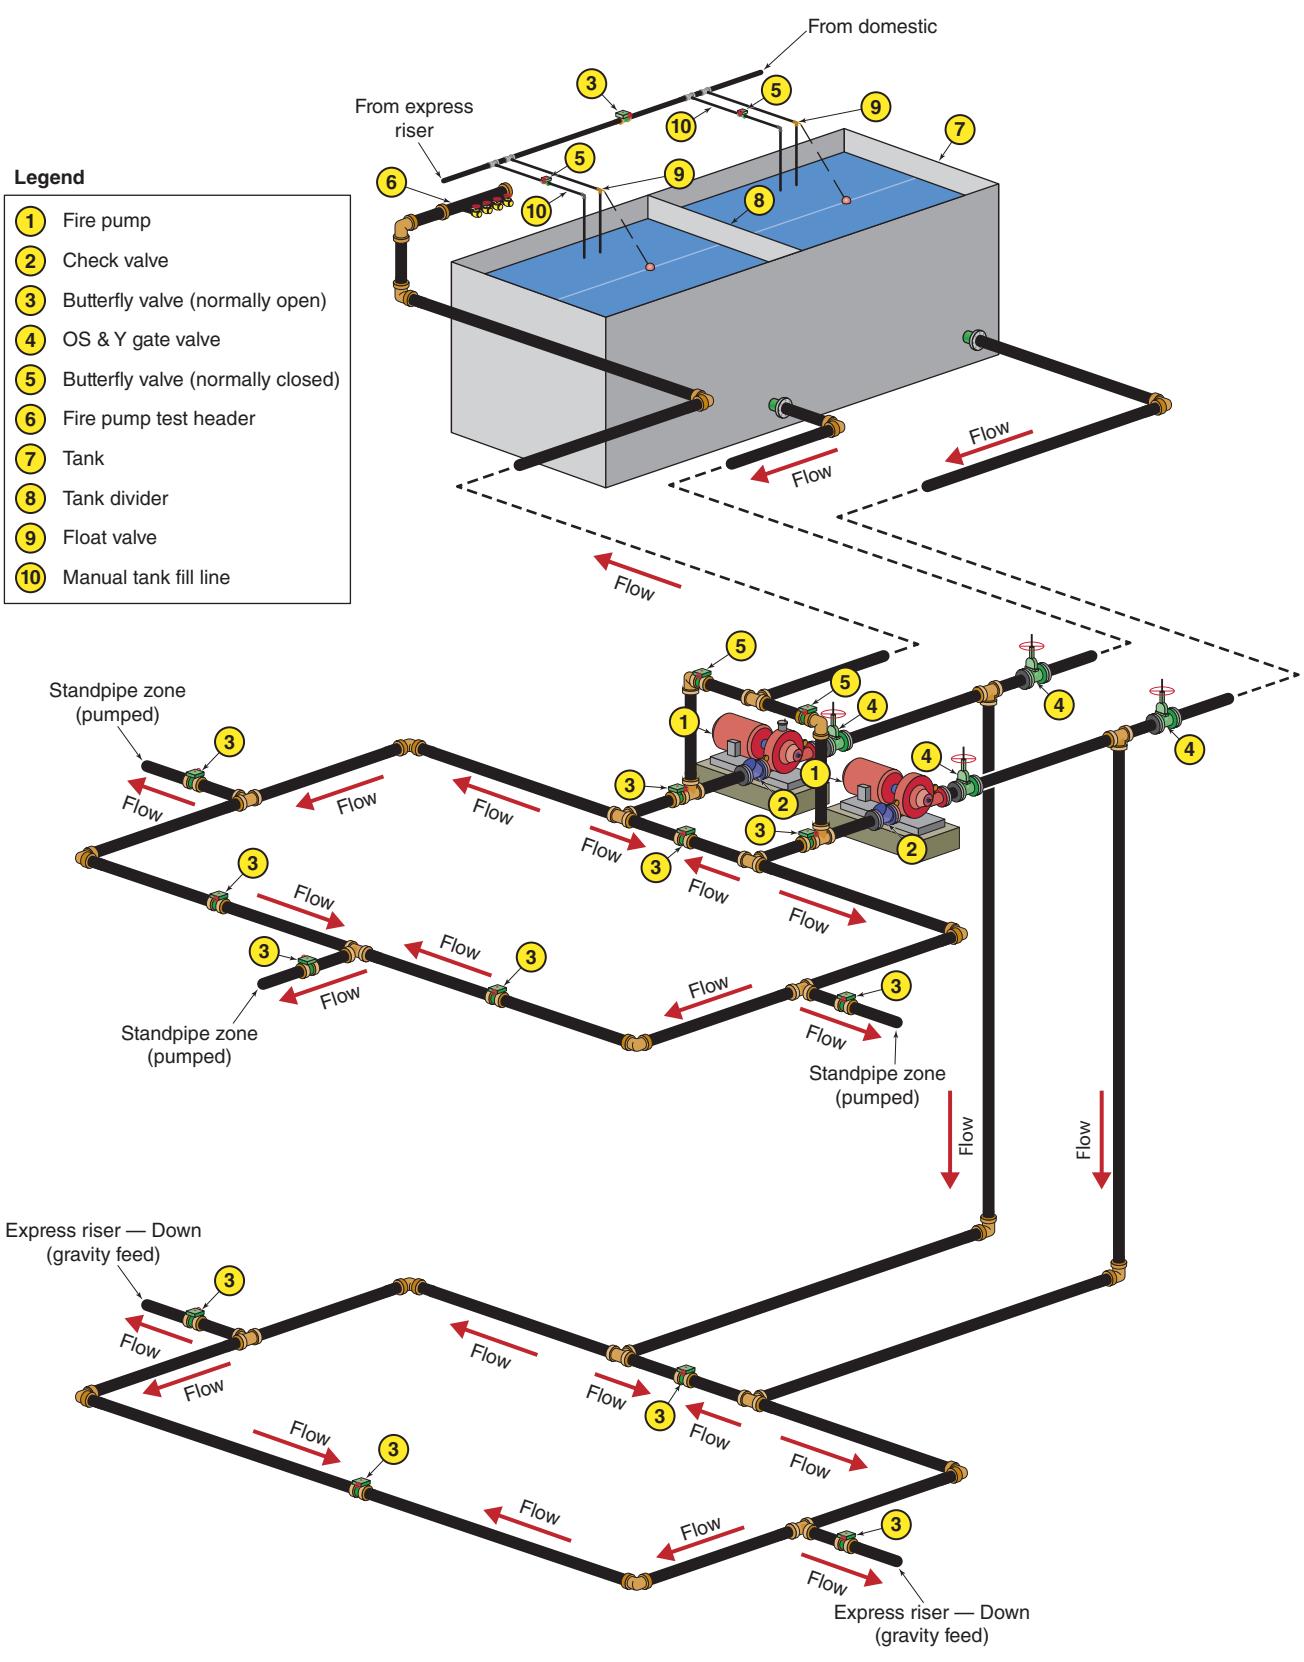 From domestic
3
5
From express
riser
9
10
7
5
9
6
10
8
Legend
1 Fire pump
2 Check valve
3 Butterfly valve (normally open)
4 OS & Y gate valve
5 Butterfly valve (normally closed)
6 Fire pump test header
7 Tank
8 Tank divider
9 Float valve
10 Manual tank fill line
Flow
Flow
Flow
5
5
4
4
4
4
1
1
2
2
Standpipe zone
(pumped)
3
3
3
3
Flow
Flow
Flow
Flow
Flow
Flow
3
Flow
3
Flow
3
Flow
3
Flow
3
Flow
Standpipe zone
(pumped)
Standpipe zone
(pumped)
Flow
Flow
Express riser — Down
(gravity feed)
3
Flow
Flow
Flow
Flow
3
Flow
Flow
Flow
3
Flow
Flow
3
Flow
Express riser — Down
(gravity feed)